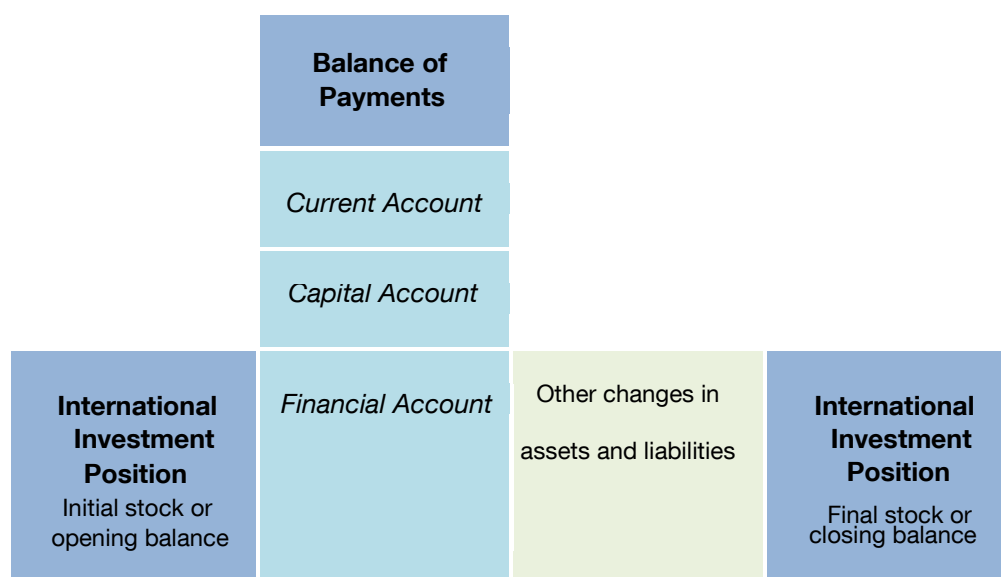 Balance of
Payments
Current Account
Capital Account
International
Investment
Position
Initial stock or
opening balance
Financial Account
Other changes in
assets and liabilities
International
Investment
Position
Final stock or
closing balance